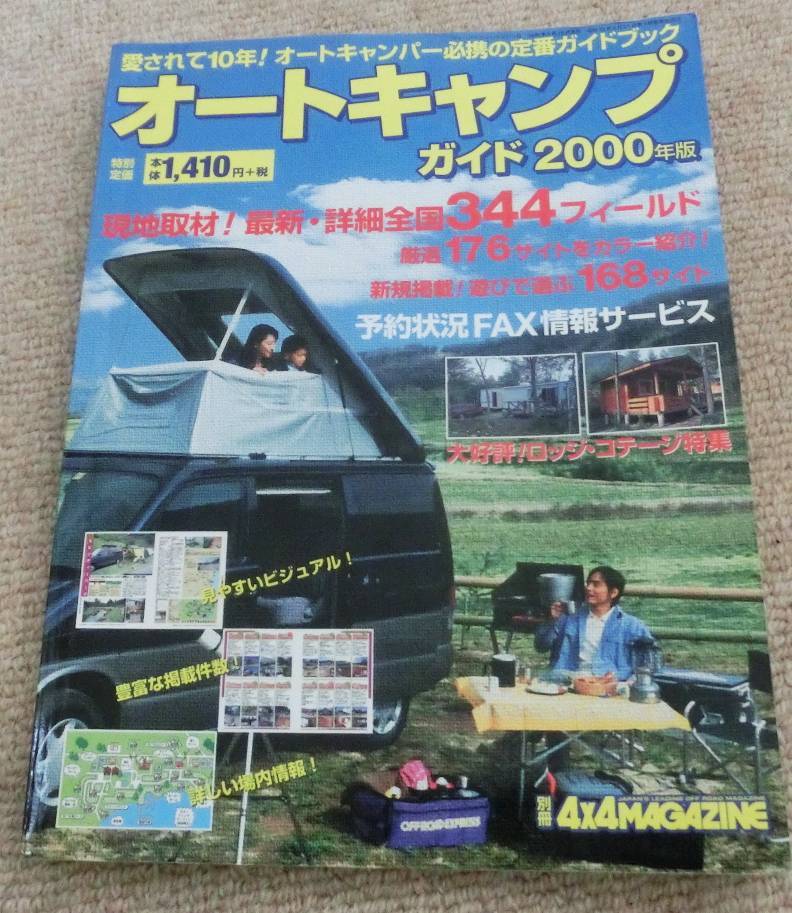 愛されて10年!オートキャンパー必携の定番ガイドブック
オートキャンプ
ガイド 2000年版
特別定価 本体1,410円+税
現地取材!最新・詳細全国344フィールド
厳選176サイトをカラー紹介!
新規掲載!遊びで選ぶ168サイト
予約状況FAX情報サービス
大好評!ロッジ・コテージ特集
見やすいビジュアル!
豊富な掲載件数!
詳しい場内情報!
OFFROAD EXPRESS
JAPAN'S LEADING OFF ROAD MAGAZINE
別冊 4x4MAGAZINE